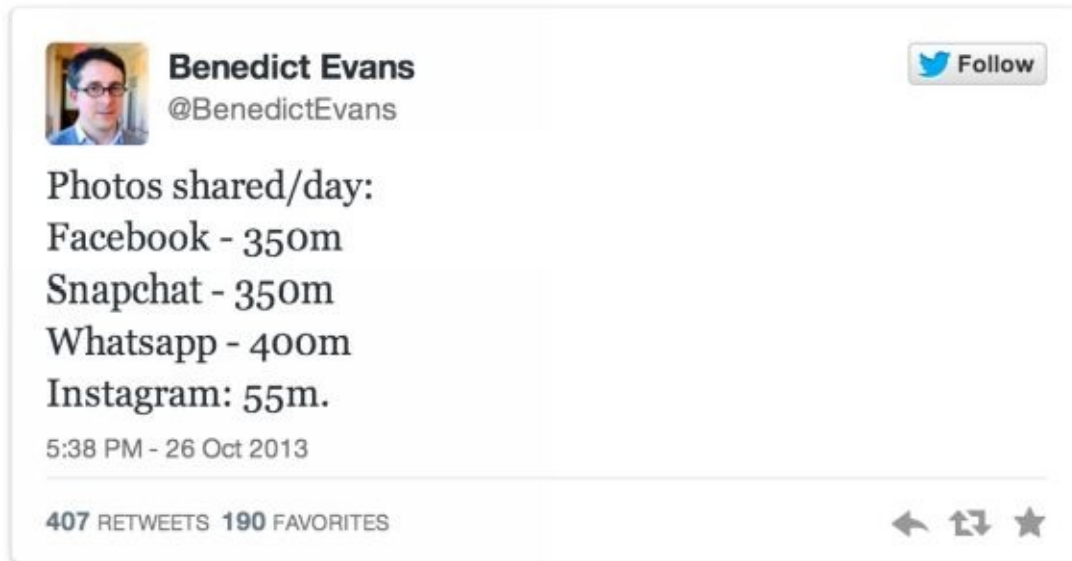 Benedict Evans
@BenedictEvans
Follow
Photos shared/day:
Facebook - 350m
Snapchat - 350m
Whatsapp - 400m
Instagram: 55m.
5:38 PM - 26 Oct 2013
407 RETWEETS 190 FAVORITES